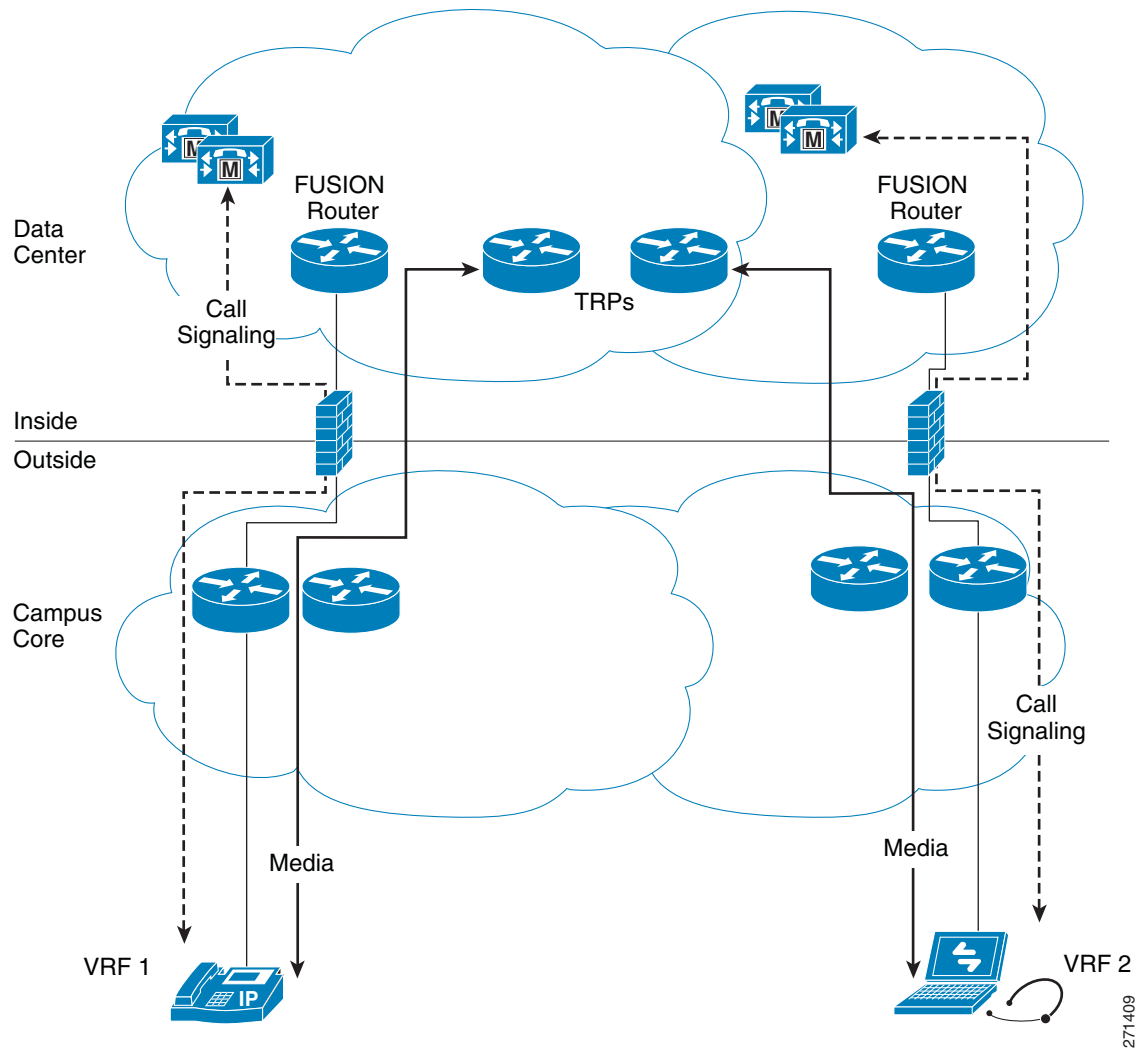 M
M
M
M
FUSION
Router
FUSION
Router
Data
Center
TRPs
Call
Signaling
Inside
Outside
Campus
Core
Call
Signaling
Media
Media
VRF 1
IP
VRF 2
271409